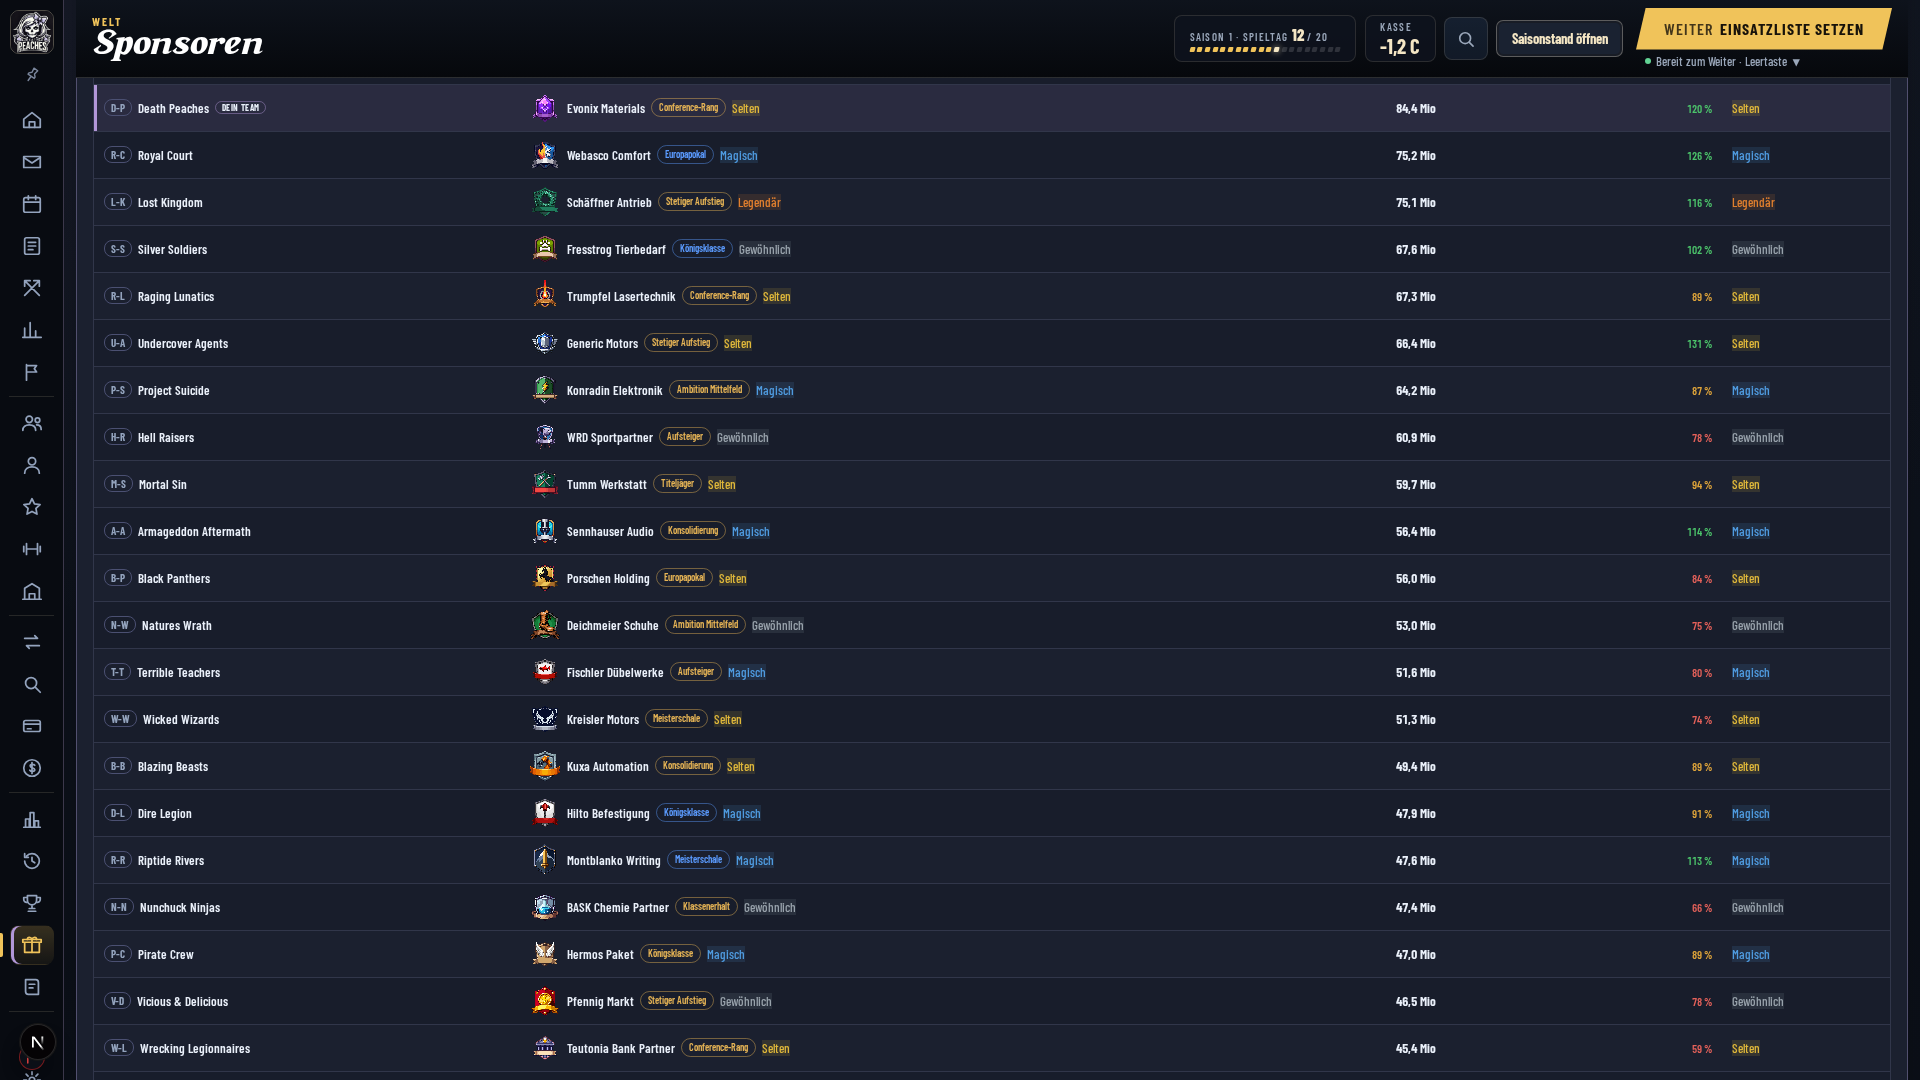 WELT
Sponsoren
SAISON 1 · SPIELTAG 12 / 20
KASSE
-1,2 C
Saisonstand öffnen
WEITER EINSATZLISTE SETZEN
Bereit zum Weiter · Leertaste ▼
PEACHES
D-P Death Peaches DEIN TEAM Evonix Materials Conference-Rang Selten 84,4 Mio 120 % Selten
R-C Royal Court Webasco Comfort Europapokal Magisch 75,2 Mio 126 % Magisch
L-K Lost Kingdom Schäffner Antrieb Stetiger Aufstieg Legendär 75,1 Mio 116 % Legendär
S-S Silver Soldiers Fresstrog Tierbedarf Königsklasse Gewöhnlich 67,6 Mio 102 % Gewöhnlich
R-L Raging Lunatics Trumpfel Lasertechnik Conference-Rang Selten 67,3 Mio 89 % Selten
U-A Undercover Agents Generic Motors Stetiger Aufstieg Selten 66,4 Mio 131 % Selten
P-S Project Suicide Konradin Elektronik Ambition Mittelfeld Magisch 64,2 Mio 87 % Magisch
H-R Hell Raisers WRD Sportpartner Aufsteiger Gewöhnlich 60,9 Mio 78 % Gewöhnlich
M-S Mortal Sin Tumm Werkstatt Titeljäger Selten 59,7 Mio 94 % Selten
A-A Armageddon Aftermath Sennhauser Audio Konsolidierung Magisch 56,4 Mio 114 % Magisch
B-P Black Panthers Porschen Holding Europapokal Selten 56,0 Mio 84 % Selten
N-W Natures Wrath Deichmeier Schuhe Ambition Mittelfeld Gewöhnlich 53,0 Mio 75 % Gewöhnlich
T-T Terrible Teachers Fischler Dübelwerke Aufsteiger Magisch 51,6 Mio 80 % Magisch
W-W Wicked Wizards Kreisler Motors Meisterschale Selten 51,3 Mio 74 % Selten
B-B Blazing Beasts Kuxa Automation Konsolidierung Selten 49,4 Mio 89 % Selten
D-L Dire Legion Hilto Befestigung Königsklasse Magisch 47,9 Mio 91 % Magisch
R-R Riptide Rivers Montblanko Writing Meisterschale Magisch 47,6 Mio 113 % Magisch
N-N Nunchuck Ninjas BASK Chemie Partner Klassenerhalt Gewöhnlich 47,4 Mio 66 % Gewöhnlich
P-C Pirate Crew Hermos Paket Königsklasse Magisch 47,0 Mio 89 % Magisch
V-D Vicious & Delicious Pfennig Markt Stetiger Aufstieg Gewöhnlich 46,5 Mio 78 % Gewöhnlich
W-L Wrecking Legionnaires Teutonia Bank Partner Conference-Rang Selten 45,4 Mio 59 % Selten
N